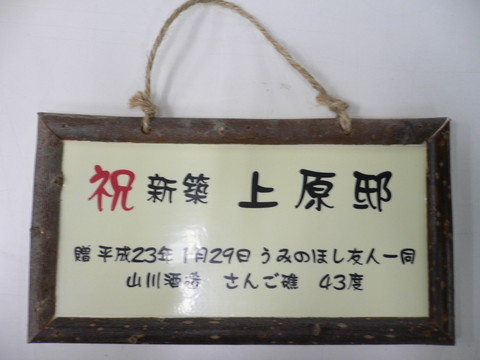 祝 新築 上原邸
贈 平成23年1月29日 うみのほし友人一同
山川酒造 さんご礁 43度